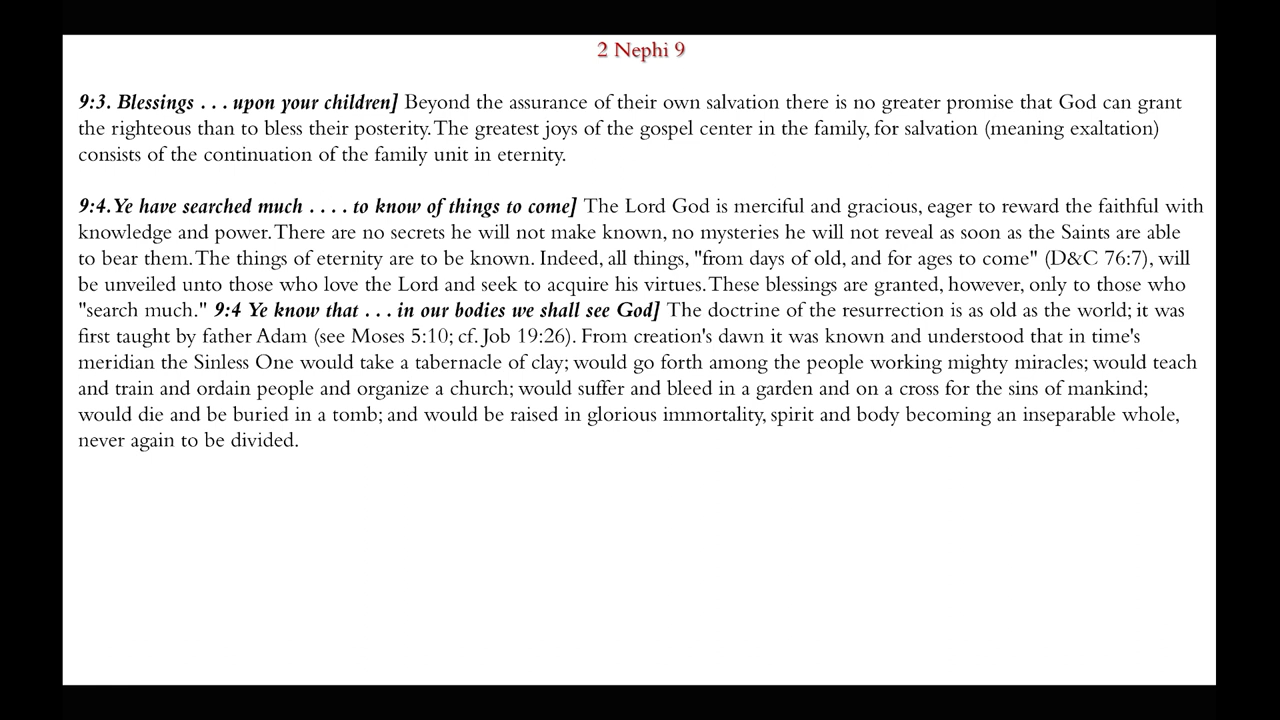 2 Nephi 9
9:3. Blessings . . . upon your children] Beyond the assurance of their own salvation there is no greater promise that God can grant
the righteous than to bless their posterity. The greatest joys of the gospel center in the family, for salvation (meaning exaltation)
consists of the continuation of the family unit in eternity.
9:4. Ye have searched much . . . . to know of things to come] The Lord God is merciful and gracious, eager to reward the faithful with
knowledge and power. There are no secrets he will not make known, no mysteries he will not reveal as soon as the Saints are able
to bear them. The things of eternity are to be known. Indeed, all things, "from days of old, and for ages to come" (D&C 76:7), will
be unveiled unto those who love the Lord and seek to acquire his virtues. These blessings are granted, however, only to those who
"search much." 9:4 Ye know that . . . in our bodies we shall see God] The doctrine of the resurrection is as old as the world; it was
first taught by father Adam (see Moses 5:10; cf. Job 19:26). From creation's dawn it was known and understood that in time's
meridian the Sinless One would take a tabernacle of clay; would go forth among the people working mighty miracles; would teach
and train and ordain people and organize a church; would suffer and bleed in a garden and on a cross for the sins of mankind;
would die and be buried in a tomb; and would be raised in glorious immortality, spirit and body becoming an inseparable whole,
never again to be divided.